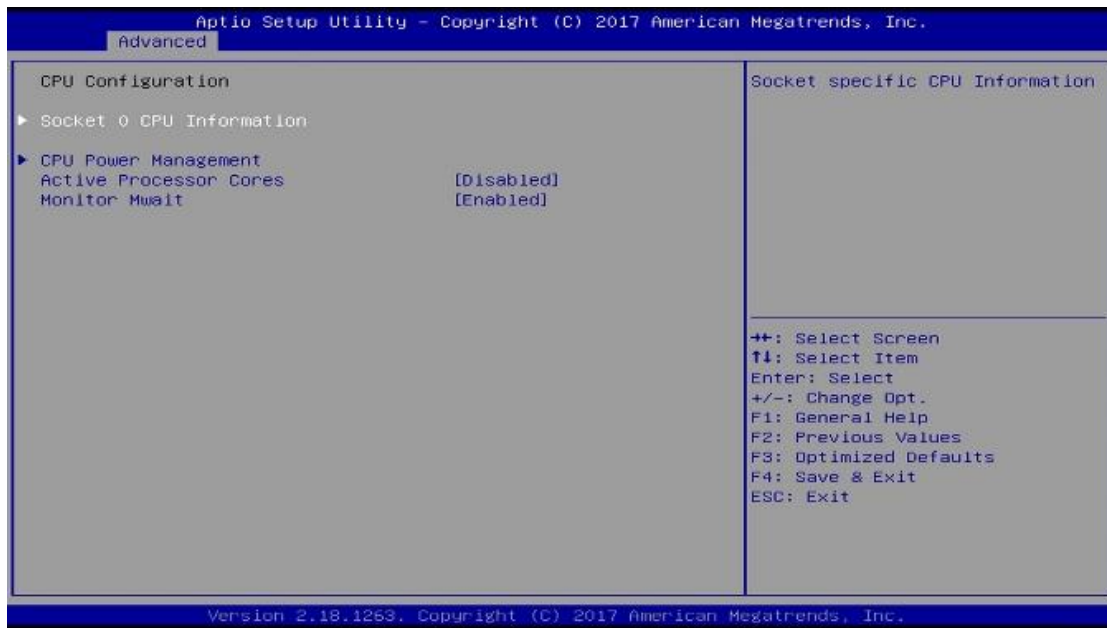 Aptio Setup Utility – Copyright (C) 2017 American Megatrends, Inc.
Advanced
CPU Configuration
Socket specific CPU Information
▶ Socket 0 CPU Information
▶ CPU Power Management
Active Processor Cores [Disabled]
Monitor Mwait [Enabled]
→←: Select Screen
↑↓: Select Item
Enter: Select
+/-: Change Opt.
F1: General Help
F2: Previous Values
F3: Optimized Defaults
F4: Save & Exit
ESC: Exit
Version 2.18.1263. Copyright (C) 2017 American Megatrends, Inc.